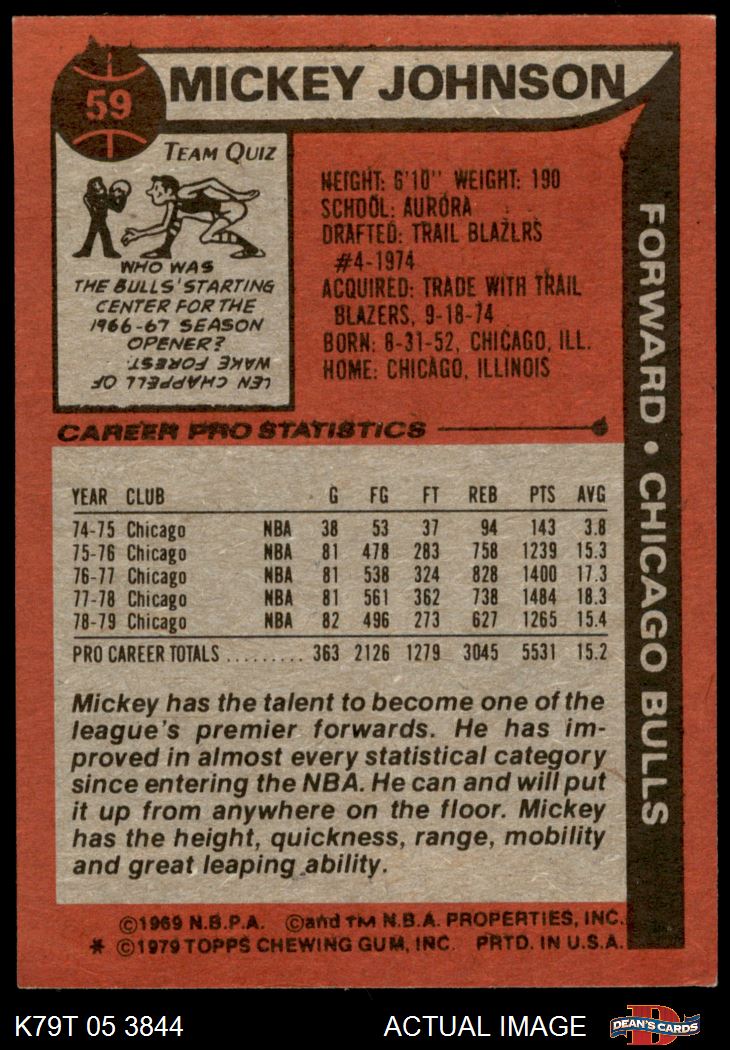 59
MICKEY JOHNSON
TEAM QUIZ
WHO WAS
THE BULLS' STARTING
CENTER FOR THE
1966-67 SEASON
OPENER?
LEN CHAPPELL OF
WAKE FOREST.
HEIGHT: 6'10" WEIGHT: 190
SCHOOL: AURORA
DRAFTED: TRAIL BLAZERS
#4-1974
ACQUIRED: TRADE WITH TRAIL
BLAZERS, 9-18-74
BORN: 8-31-52, CHICAGO, ILL.
HOME: CHICAGO, ILLINOIS
FORWARD • CHICAGO BULLS
CAREER PRO STATISTICS
YEAR CLUB G FG FT REB PTS AVG
74-75 Chicago NBA 38 53 37 94 143 3.8
75-76 Chicago NBA 81 478 283 758 1239 15.3
76-77 Chicago NBA 81 538 324 828 1400 17.3
77-78 Chicago NBA 81 561 362 738 1484 18.3
78-79 Chicago NBA 82 496 273 627 1265 15.4
PRO CAREER TOTALS ......... 363 2126 1279 3045 5531 15.2
Mickey has the talent to become one of the
league's premier forwards. He has im-
proved in almost every statistical category
since entering the NBA. He can and will put
it up from anywhere on the floor. Mickey
has the height, quickness, range, mobility
and great leaping ability.
©1969 N.B.P.A. ©and TM N.B.A. PROPERTIES, INC.
* ©1979 TOPPS CHEWING GUM, INC. PRTD. IN U.S.A.
K79T 05 3844 ACTUAL IMAGE
D
DEAN'S CARDS